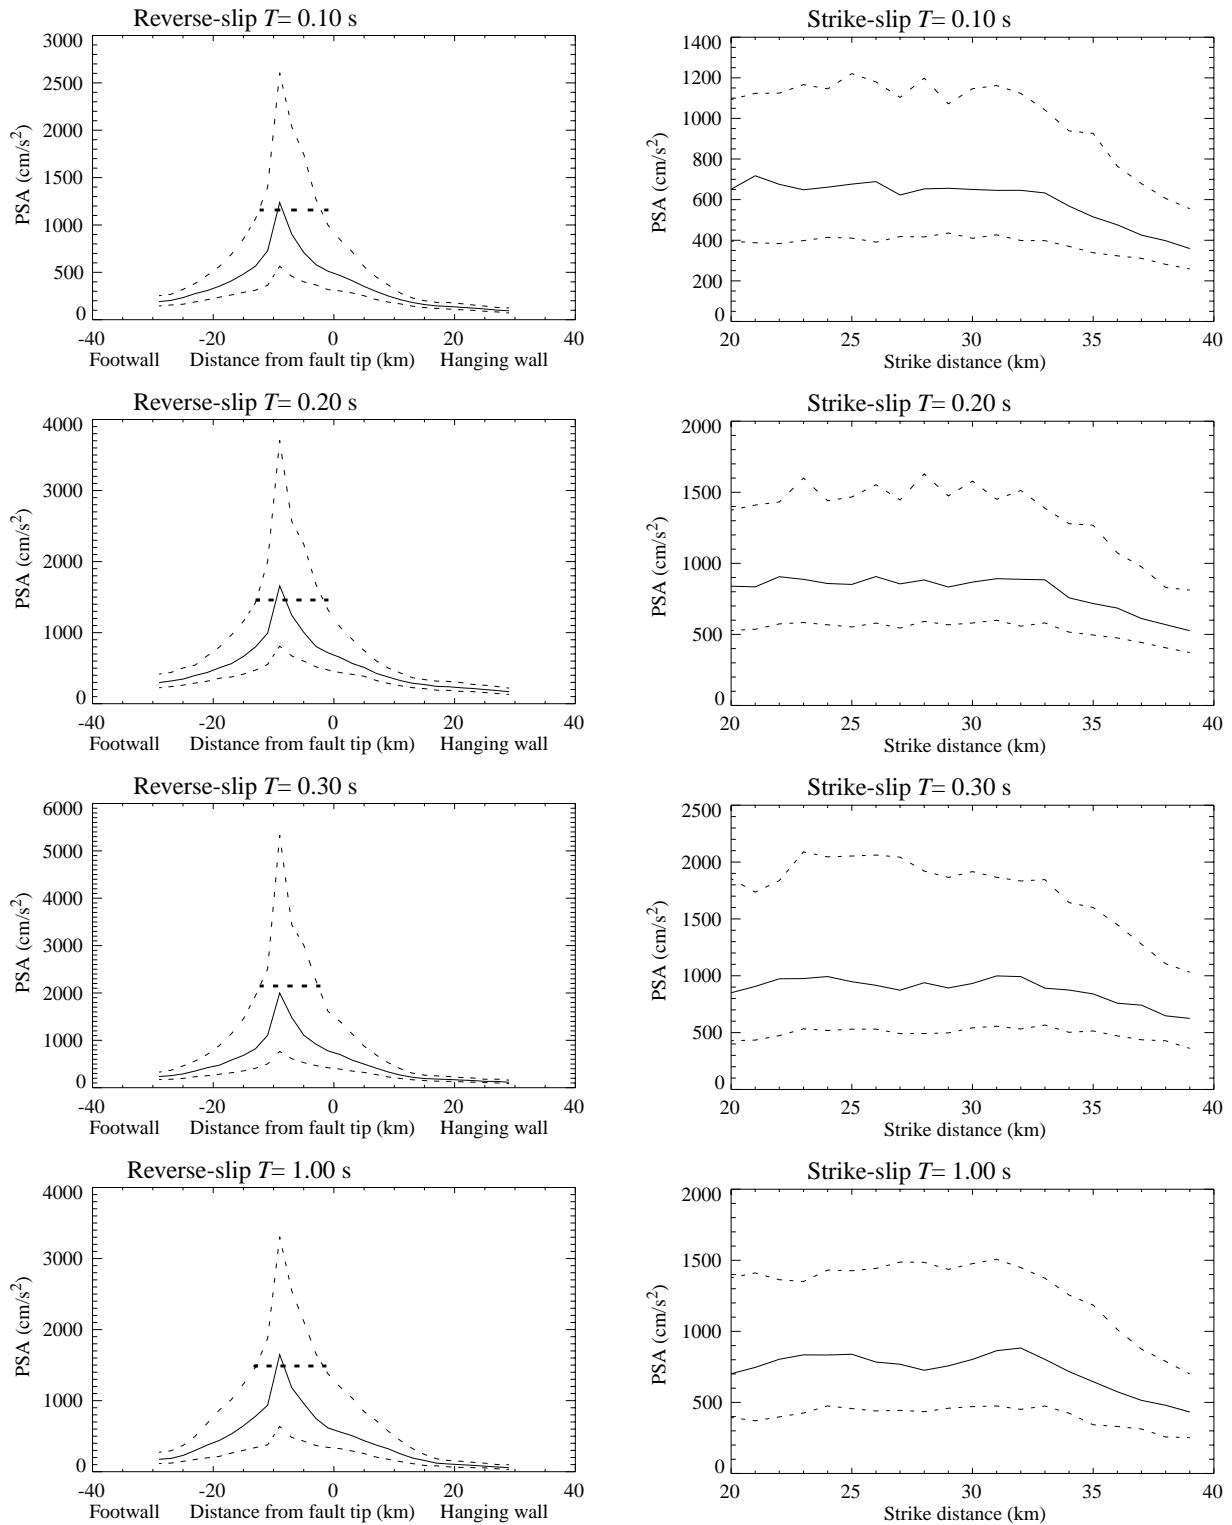 Reverse-slip T= 0.10 s
3000
2500
2000
1500
1000
500
0
PSA (cm/s²)
-40 -20 0 20 40
Footwall Distance from fault tip (km) Hanging wall
Strike-slip T= 0.10 s
1400
1200
1000
800
600
400
200
0
PSA (cm/s²)
20 25 30 35 40
Strike distance (km)
Reverse-slip T= 0.20 s
4000
3000
2000
1000
0
PSA (cm/s²)
-40 -20 0 20 40
Footwall Distance from fault tip (km) Hanging wall
Strike-slip T= 0.20 s
2000
1500
1000
500
0
PSA (cm/s²)
20 25 30 35 40
Strike distance (km)
Reverse-slip T= 0.30 s
6000
5000
4000
3000
2000
1000
0
PSA (cm/s²)
-40 -20 0 20 40
Footwall Distance from fault tip (km) Hanging wall
Strike-slip T= 0.30 s
2500
2000
1500
1000
500
0
PSA (cm/s²)
20 25 30 35 40
Strike distance (km)
Reverse-slip T= 1.00 s
4000
3000
2000
1000
0
PSA (cm/s²)
-40 -20 0 20 40
Footwall Distance from fault tip (km) Hanging wall
Strike-slip T= 1.00 s
2000
1500
1000
500
0
PSA (cm/s²)
20 25 30 35 40
Strike distance (km)